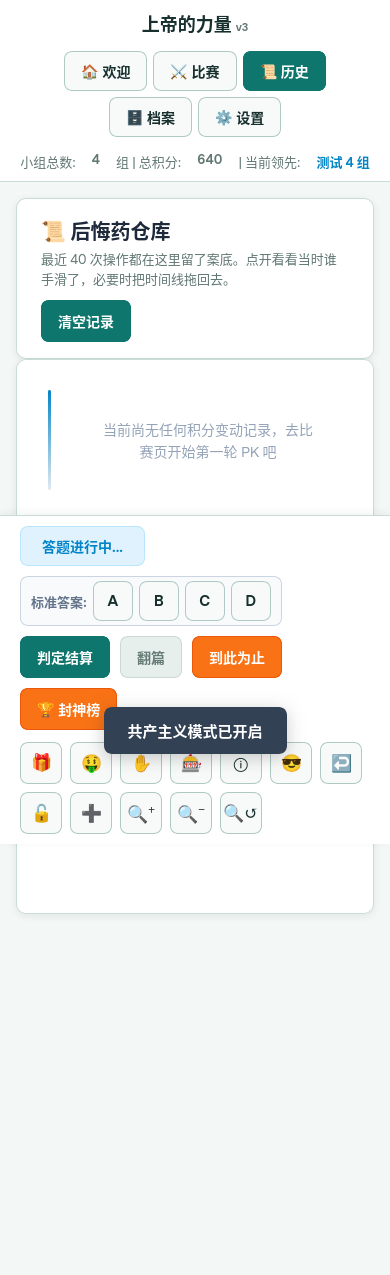 上帝的力量 v3
🏠 欢迎
⚔️ 比赛
📜 历史
🗄️ 档案
⚙️ 设置
小组总数: 4 组 | 总积分: 640 | 当前领先: 测试 4 组
📜 后悔药仓库
最近 40 次操作都在这里留了案底。点开看看当时谁
手滑了，必要时把时间线拖回去。
清空记录
当前尚无任何积分变动记录，去比
赛页开始第一轮 PK 吧
答题进行中...
标准答案: A B C D
判定结算
翻篇
到此为止
🏆 封神榜
共产主义模式已开启